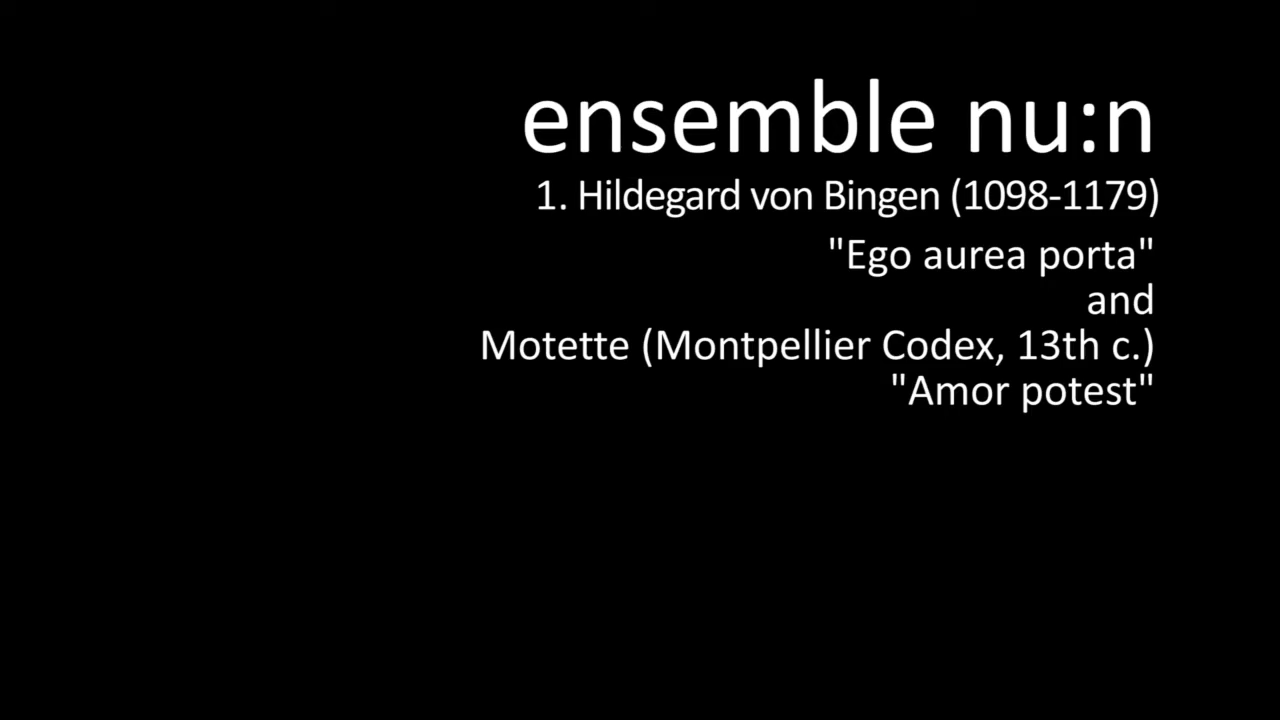 ensemble nu:n
1. Hildegard von Bingen (1098-1179)
"Ego aurea porta"
and
Motette (Montpellier Codex, 13th c.)
"Amor potest"